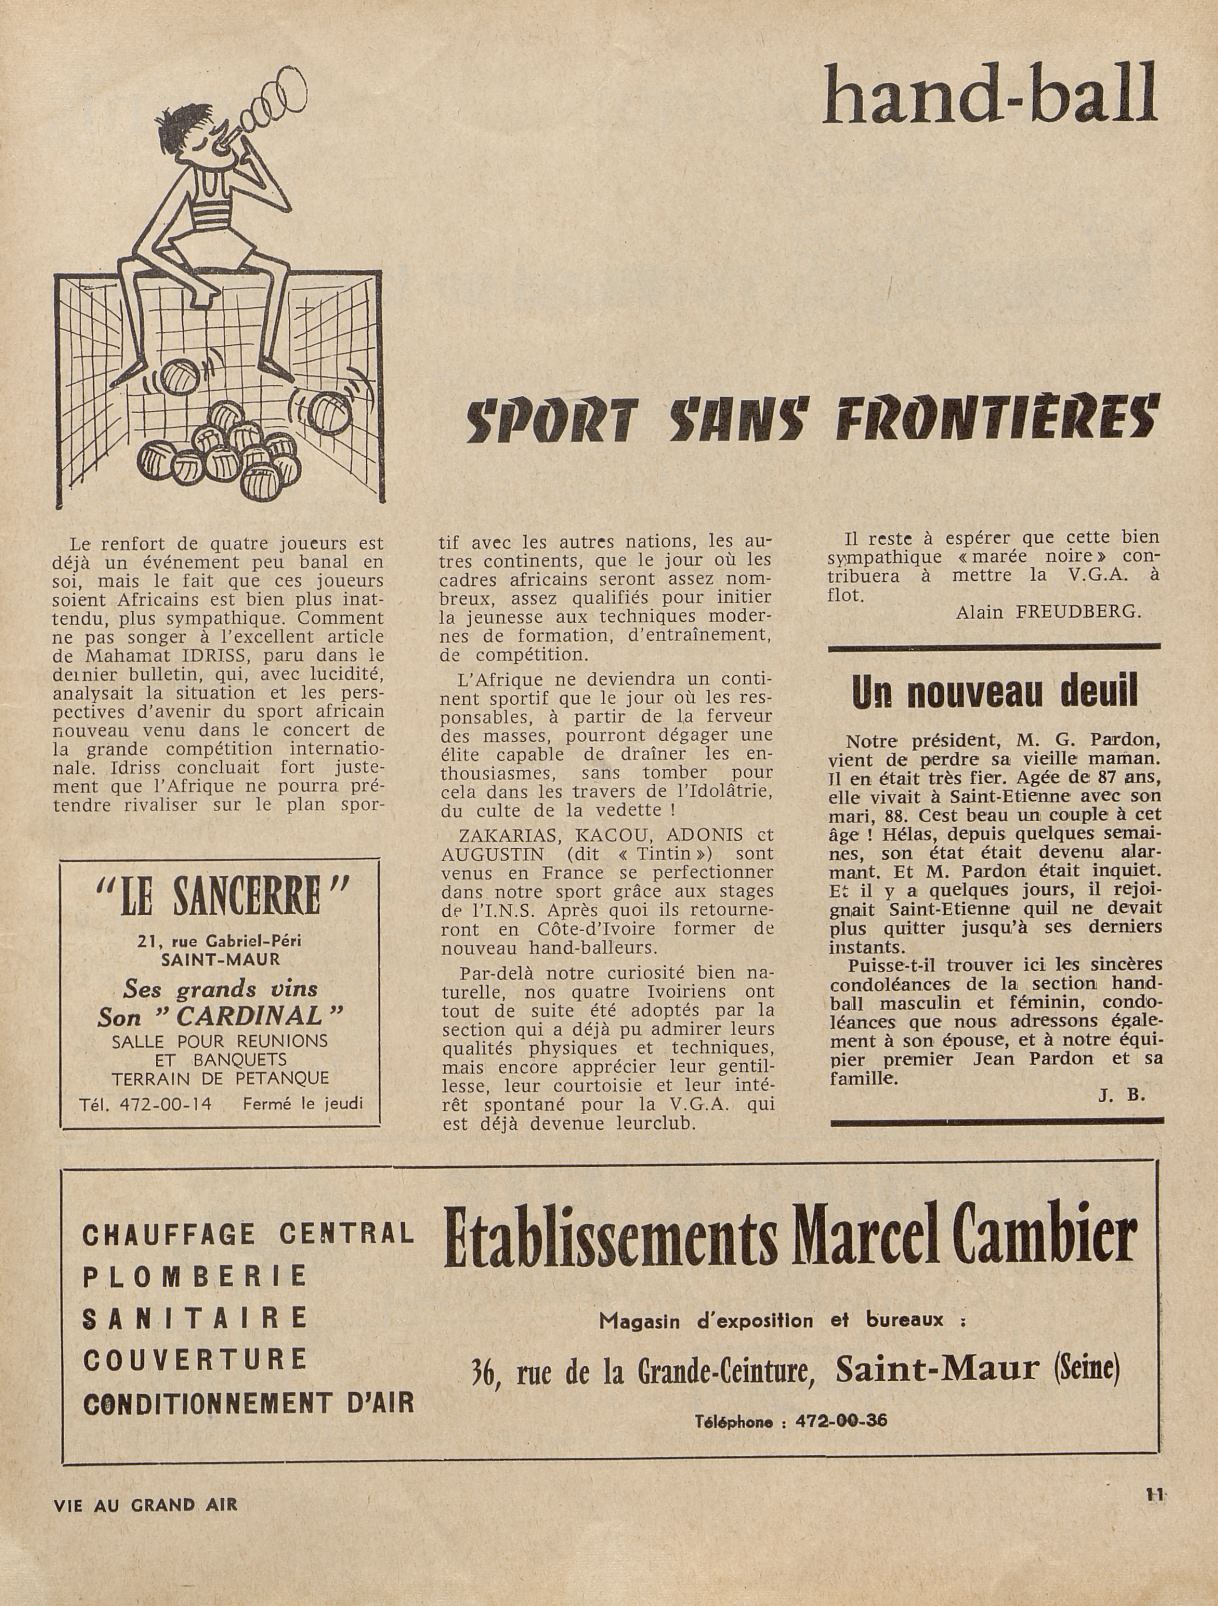 hand-ball
SPORT SANS FRONTIÈRES
Le renfort de quatre joueurs est
déjà un événement peu banal en
soi, mais le fait que ces joueurs
soient Africains est bien plus inat-
tendu, plus sympathique. Comment
ne pas songer à l'excellent article
de Mahamat IDRISS, paru dans le
dernier bulletin, qui, avec lucidité,
analysait la situation et les pers-
pectives d'avenir du sport africain
nouveau venu dans le concert de
la grande compétition internatio-
nale. Idriss concluait fort juste-
ment que l'Afrique ne pourra pré-
tendre rivaliser sur le plan spor-
tif avec les autres nations, les au-
tres continents, que le jour où les
cadres africains seront assez nom-
breux, assez qualifiés pour initier
la jeunesse aux techniques moder-
nes de formation, d'entraînement,
de compétition.
L'Afrique ne deviendra un conti-
nent sportif que le jour où les res-
ponsables, à partir de la ferveur
des masses, pourront dégager une
élite capable de draîner les en-
thousiasmes, sans tomber pour
cela dans les travers de l'Idolâtrie,
du culte de la vedette !
ZAKARIAS, KACOU, ADONIS et
AUGUSTIN (dit « Tintin ») sont
venus en France se perfectionner
dans notre sport grâce aux stages
de l'I.N.S. Après quoi ils retourne-
ront en Côte-d'Ivoire former de
nouveau hand-balleurs.
Par-delà notre curiosité bien na-
turelle, nos quatre Ivoiriens ont
tout de suite été adoptés par la
section qui a déjà pu admirer leurs
qualités physiques et techniques,
mais encore apprécier leur gentil-
lesse, leur courtoisie et leur inté-
rêt spontané pour la V.G.A. qui
est déjà devenue leurclub.
Il reste à espérer que cette bien
sympathique « marée noire » con-
tribuera à mettre la V.G.A. à
flot.
Alain FREUDBERG.
Un nouveau deuil
Notre président, M. G. Pardon,
vient de perdre sa vieille maman.
Il en était très fier. Agée de 87 ans,
elle vivait à Saint-Etienne avec son
mari, 88. Cest beau un couple à cet
âge ! Hélas, depuis quelques semai-
nes, son état était devenu alar-
mant. Et M. Pardon était inquiet.
Et il y a quelques jours, il rejoi-
gnait Saint-Etienne quil ne devait
plus quitter jusqu'à ses derniers
instants.
Puisse-t-il trouver ici les sincères
condoléances de la section hand-
ball masculin et féminin, condo-
léances que nous adressons égale-
ment à son épouse, et à notre équi-
pier premier Jean Pardon et sa
famille.
J. B.
"LE SANCERRE"
21, rue Gabriel-Péri
SAINT-MAUR
Ses grands vins
Son " CARDINAL "
SALLE POUR REUNIONS
ET BANQUETS
TERRAIN DE PETANQUE
Tél. 472-00-14 Fermé le jeudi
CHAUFFAGE CENTRAL
PLOMBERIE
SANITAIRE
COUVERTURE
CONDITIONNEMENT D'AIR
Etablissements Marcel Cambier
Magasin d'exposition et bureaux :
36, rue de la Grande-Ceinture, Saint-Maur (Seine)
Téléphone : 472-00-36
VIE AU GRAND AIR
11